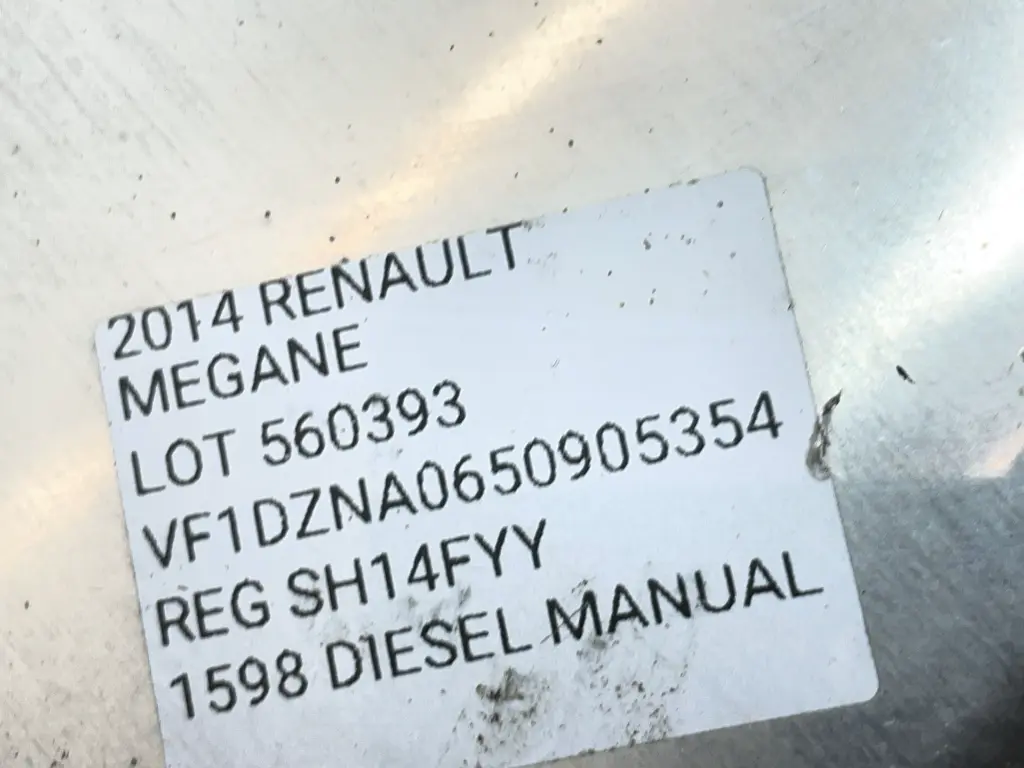 2014 RENAULT
MEGANE
LOT 560393
VF1DZNA0650905354
REG SH14FYY
1598 DIESEL MANUAL